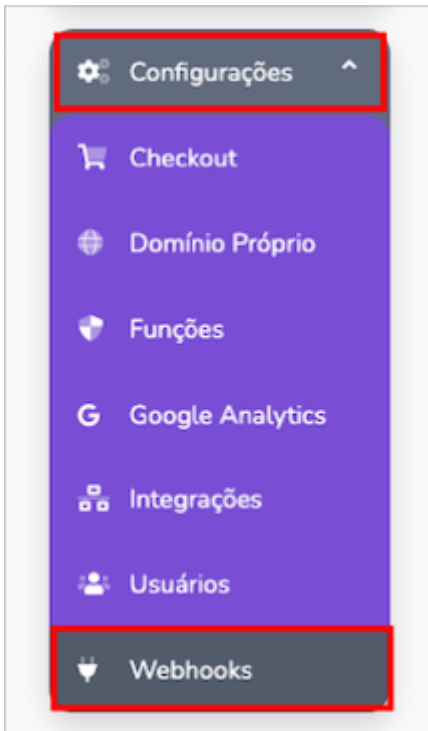 Configurações
Checkout
Domínio Próprio
Funções
Google Analytics
Integrações
Usuários
Webhooks